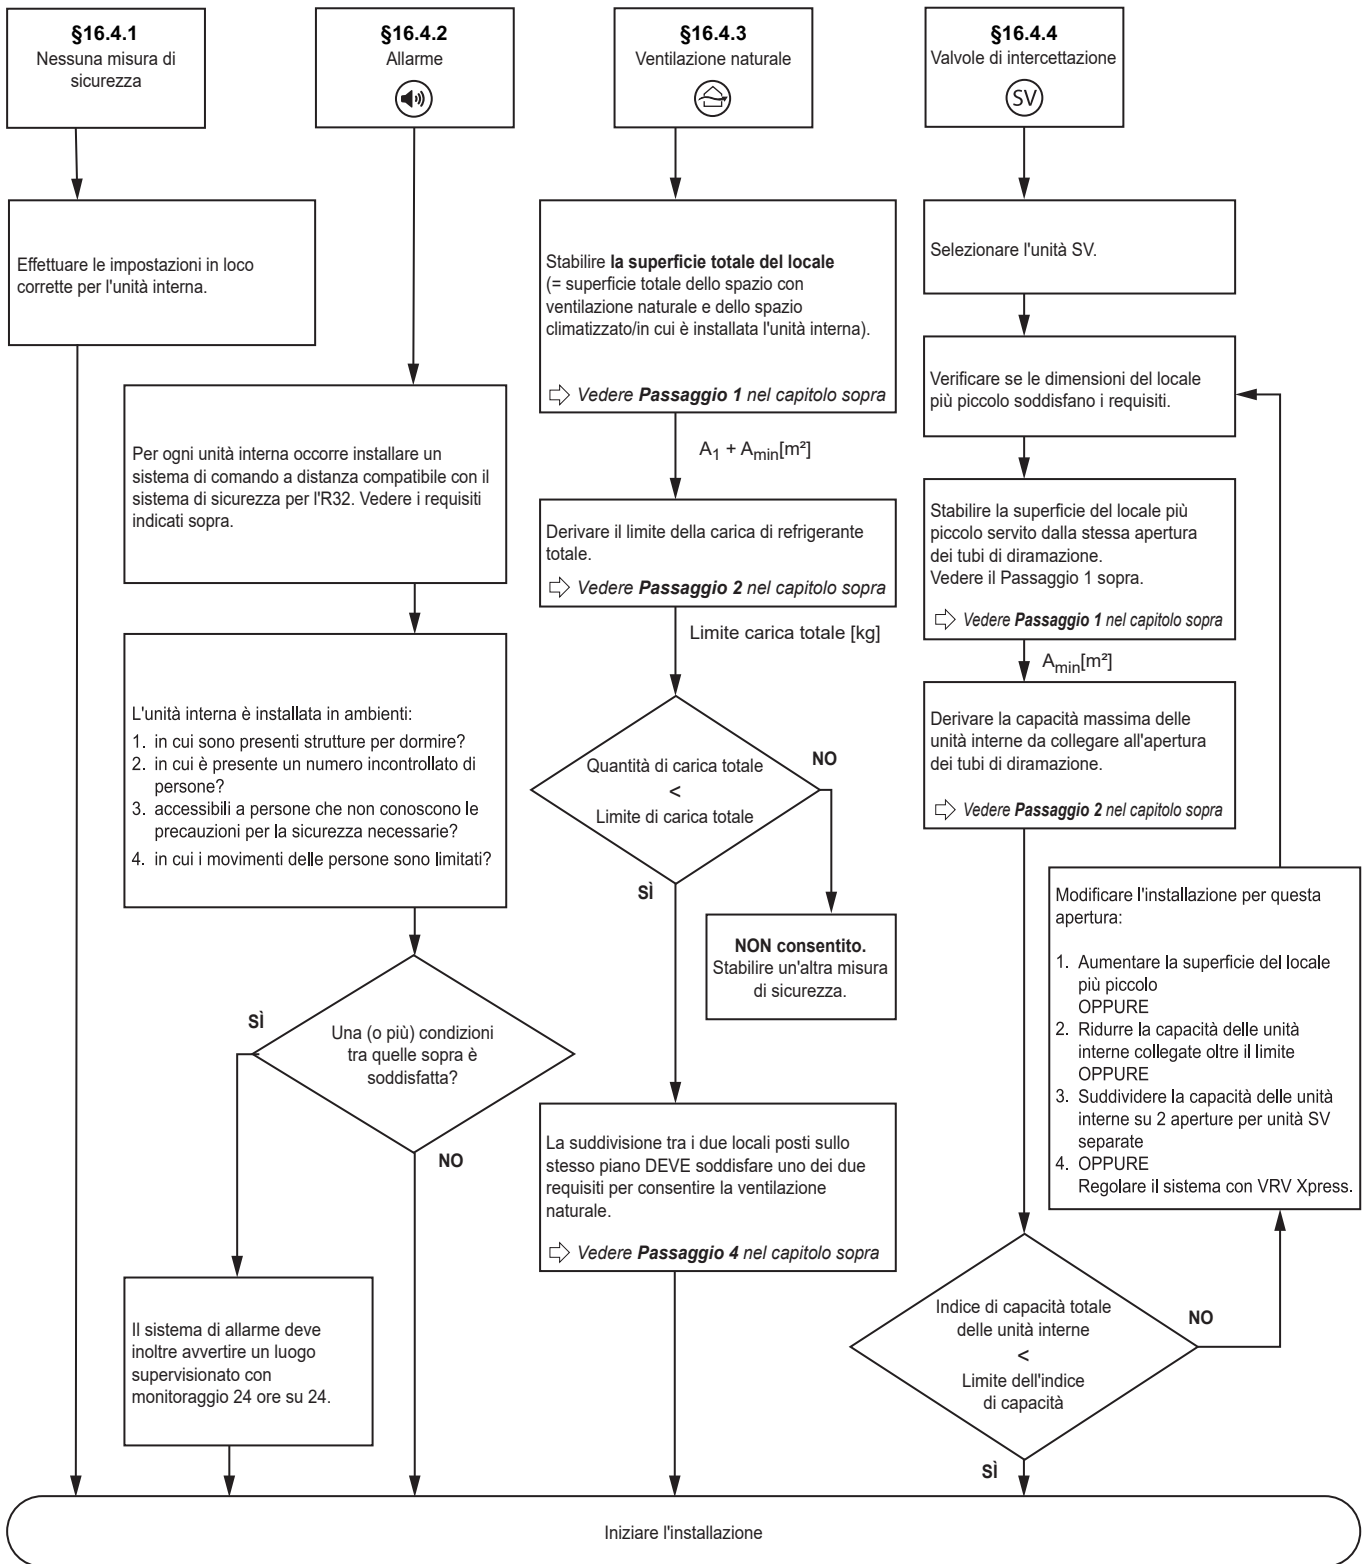 §16.4.1
Nessuna misura di
sicurezza
Effettuare le impostazioni in loco
corrette per l'unità interna.
§16.4.2
Allarme
Per ogni unità interna occorre installare un
sistema di comando a distanza compatibile con il
sistema di sicurezza per l'R32. Vedere i requisiti
indicati sopra.
L'unità interna è installata in ambienti:
1. in cui sono presenti strutture per dormire?
2. in cui è presente un numero incontrollato di
persone?
3. accessibili a persone che non conoscono le
precauzioni per la sicurezza necessarie?
4. in cui i movimenti delle persone sono limitati?
SÌ
Una (o più) condizioni
tra quelle sopra è
soddisfatta?
NO
Il sistema di allarme deve
inoltre avvertire un luogo
supervisionato con
monitoraggio 24 ore su 24.
§16.4.3
Ventilazione naturale
Stabilire la superficie totale del locale
(= superficie totale dello spazio con
ventilazione naturale e dello spazio
climatizzato/in cui è installata l'unità interna).
Vedere Passaggio 1 nel capitolo sopra
A1 + Amin[m²]
Derivare il limite della carica di refrigerante
totale.
Vedere Passaggio 2 nel capitolo sopra
Limite carica totale [kg]
Quantità di carica totale
<
Limite di carica totale
NO
SÌ
NON consentito.
Stabilire un'altra misura
di sicurezza.
La suddivisione tra i due locali posti sullo
stesso piano DEVE soddisfare uno dei due
requisiti per consentire la ventilazione
naturale.
Vedere Passaggio 4 nel capitolo sopra
§16.4.4
Valvole di intercettazione
SV
Selezionare l'unità SV.
Verificare se le dimensioni del locale
più piccolo soddisfano i requisiti.
Stabilire la superficie del locale più
piccolo servito dalla stessa apertura
dei tubi di diramazione.
Vedere il Passaggio 1 sopra.
Vedere Passaggio 1 nel capitolo sopra
Amin[m²]
Derivare la capacità massima delle
unità interne da collegare all'apertura
dei tubi di diramazione.
Vedere Passaggio 2 nel capitolo sopra
Modificare l'installazione per questa
apertura:
1. Aumentare la superficie del locale
più piccolo
OPPURE
2. Ridurre la capacità delle unità
interne collegate oltre il limite
OPPURE
3. Suddividere la capacità delle unità
interne su 2 aperture per unità SV
separate
4. OPPURE
Regolare il sistema con VRV Xpress.
Indice di capacità totale
delle unità interne
<
Limite dell'indice
di capacità
NO
SÌ
Iniziare l'installazione